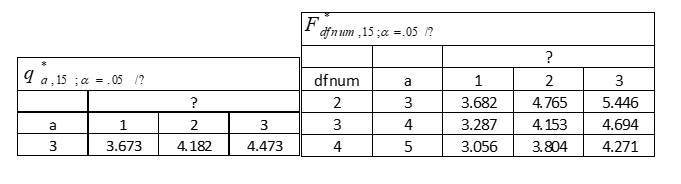 F * dfnum ,15 ;α = .05 /?
?
dfnum a 1 2 3
2 3 3.682 4.765 5.446
3 4 3.287 4.153 4.694
4 5 3.056 3.804 4.271
q * a ,15 ;α = .05 /?
?
a 1 2 3
3 3.673 4.182 4.473